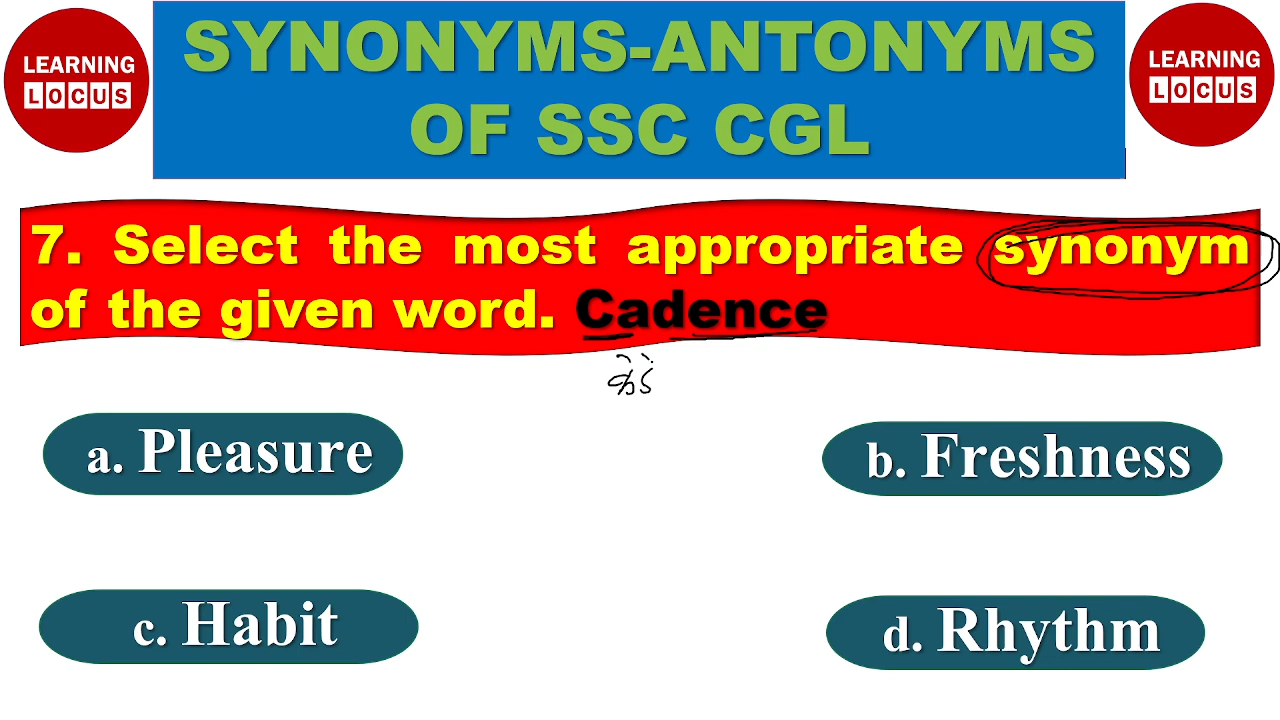 LEARNING
LOCUS
SYNONYMS-ANTONYMS
OF SSC CGL
LEARNING
LOCUS
7. Select the most appropriate synonym
of the given word. Cadence
a. Pleasure
b. Freshness
c. Habit
d. Rhythm